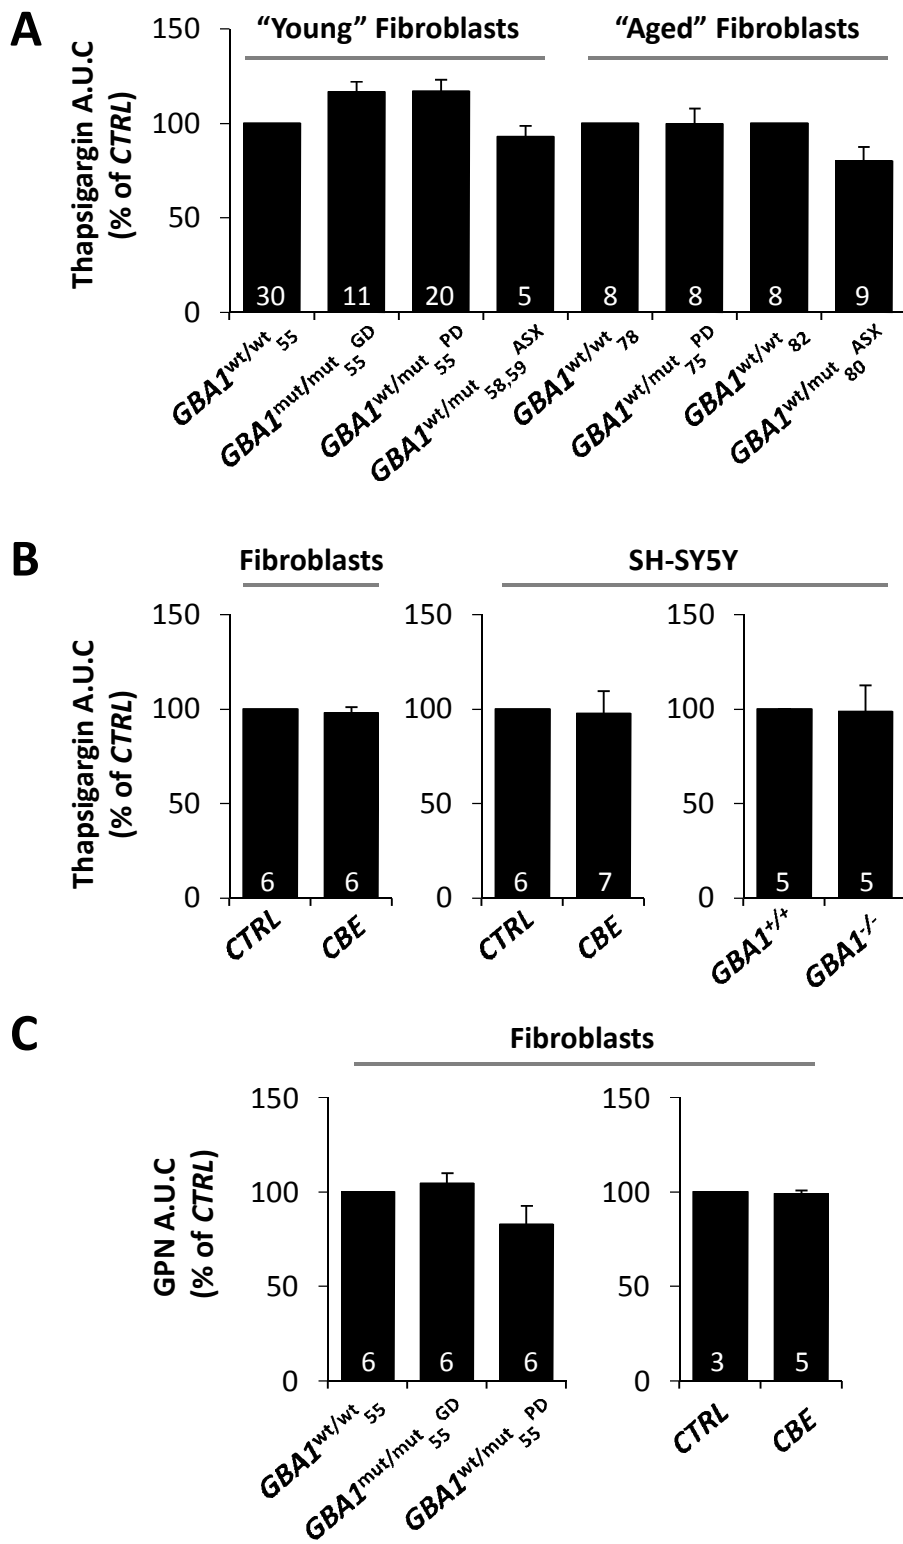 A
"Young" Fibroblasts
"Aged" Fibroblasts
Thapsigargin A.U.C
(% of CTRL)
150
100
50
0
30
11
20
5
8
8
8
9
GBA1wt/wt 55
GBA1mut/mut GD 55
GBA1wt/mut PD 55
GBA1wt/mut ASX 58,59
GBA1wt/wt 78
GBA1wt/mut PD 75
GBA1wt/wt 82
GBA1wt/mut ASX 80
B
Fibroblasts
SH-SY5Y
Thapsigargin A.U.C
(% of CTRL)
150
100
50
0
6
6
CTRL
CBE
150
100
50
0
6
7
CTRL
CBE
150
100
50
0
5
5
GBA1+/+
GBA1-/-
C
Fibroblasts
GPN A.U.C
(% of CTRL)
150
100
50
0
6
6
6
GBA1wt/wt 55
GBA1mut/mut GD 55
GBA1wt/mut PD 55
150
100
50
0
3
5
CTRL
CBE